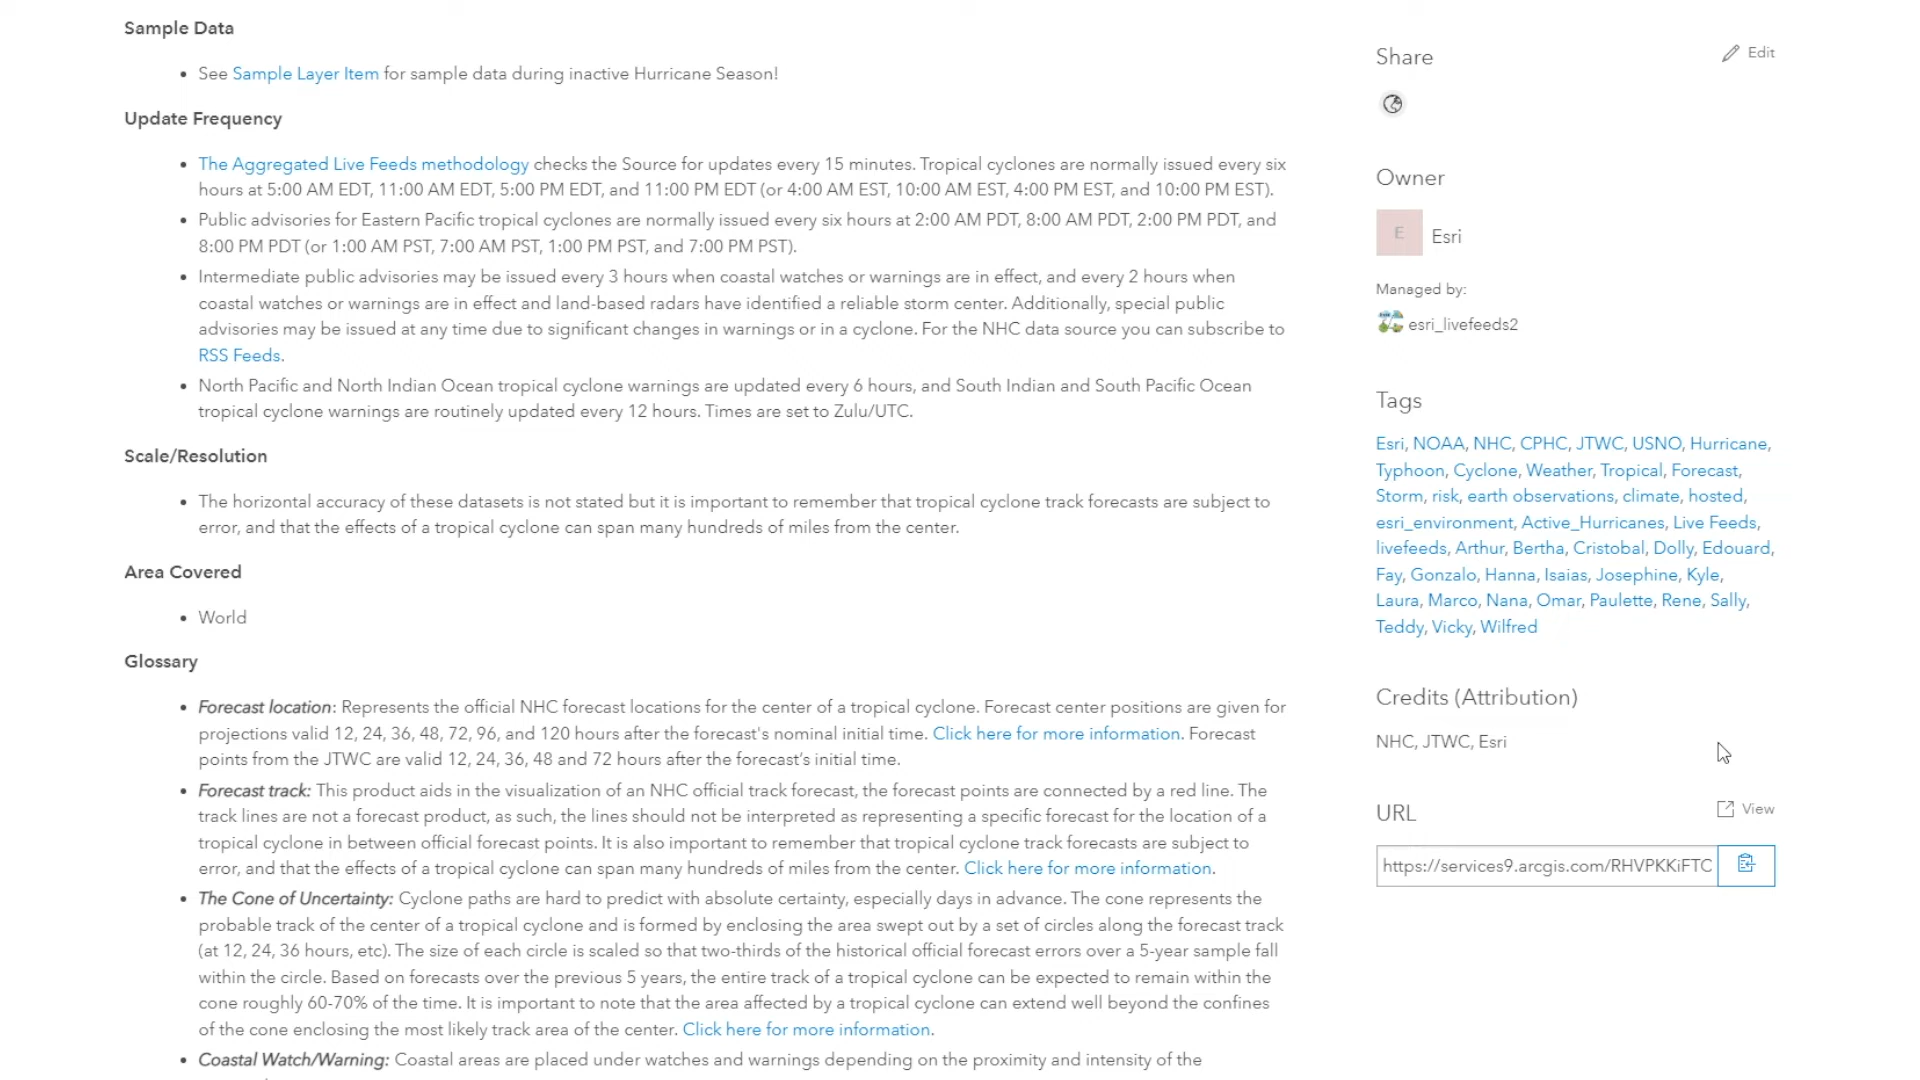 Sample Data
• See Sample Layer Item for sample data during inactive Hurricane Season!
Update Frequency
• The Aggregated Live Feeds methodology checks the Source for updates every 15 minutes. Tropical cyclones are normally issued every six
hours at 5:00 AM EDT, 11:00 AM EDT, 5:00 PM EDT, and 11:00 PM EDT (or 4:00 AM EST, 10:00 AM EST, 4:00 PM EST, and 10:00 PM EST).
• Public advisories for Eastern Pacific tropical cyclones are normally issued every six hours at 2:00 AM PDT, 8:00 AM PDT, 2:00 PM PDT, and
8:00 PM PDT (or 1:00 AM PST, 7:00 AM PST, 1:00 PM PST, and 7:00 PM PST).
• Intermediate public advisories may be issued every 3 hours when coastal watches or warnings are in effect, and every 2 hours when
coastal watches or warnings are in effect and land-based radars have identified a reliable storm center. Additionally, special public
advisories may be issued at any time due to significant changes in warnings or in a cyclone. For the NHC data source you can subscribe to
RSS Feeds.
• North Pacific and North Indian Ocean tropical cyclone warnings are updated every 6 hours, and South Indian and South Pacific Ocean
tropical cyclone warnings are routinely updated every 12 hours. Times are set to Zulu/UTC.
Scale/Resolution
• The horizontal accuracy of these datasets is not stated but it is important to remember that tropical cyclone track forecasts are subject to
error, and that the effects of a tropical cyclone can span many hundreds of miles from the center.
Area Covered
• World
Glossary
• Forecast location: Represents the official NHC forecast locations for the center of a tropical cyclone. Forecast center positions are given for
projections valid 12, 24, 36, 48, 72, 96, and 120 hours after the forecast's nominal initial time. Click here for more information. Forecast
points from the JTWC are valid 12, 24, 36, 48 and 72 hours after the forecast’s initial time.
• Forecast track: This product aids in the visualization of an NHC official track forecast, the forecast points are connected by a red line. The
track lines are not a forecast product, as such, the lines should not be interpreted as representing a specific forecast for the location of a
tropical cyclone in between official forecast points. It is also important to remember that tropical cyclone track forecasts are subject to
error, and that the effects of a tropical cyclone can span many hundreds of miles from the center. Click here for more information.
• The Cone of Uncertainty: Cyclone paths are hard to predict with absolute certainty, especially days in advance. The cone represents the
probable track of the center of a tropical cyclone and is formed by enclosing the area swept out by a set of circles along the forecast track
(at 12, 24, 36 hours, etc). The size of each circle is scaled so that two-thirds of the historical official forecast errors over a 5-year sample fall
within the circle. Based on forecasts over the previous 5 years, the entire track of a tropical cyclone can be expected to remain within the
cone roughly 60-70% of the time. It is important to note that the area affected by a tropical cyclone can extend well beyond the confines
of the cone enclosing the most likely track area of the center. Click here for more information.
• Coastal Watch/Warning: Coastal areas are placed under watches and warnings depending on the proximity and intensity of the
Share
Edit
Owner
E
Esri
Managed by:
esri_livefeeds2
Tags
Esri, NOAA, NHC, CPHC, JTWC, USNO, Hurricane,
Typhoon, Cyclone, Weather, Tropical, Forecast,
Storm, risk, earth observations, climate, hosted,
esri_environment, Active_Hurricanes, Live Feeds,
livefeeds, Arthur, Bertha, Cristobal, Dolly, Edouard,
Fay, Gonzalo, Hanna, Isaias, Josephine, Kyle,
Laura, Marco, Nana, Omar, Paulette, Rene, Sally,
Teddy, Vicky, Wilfred
Credits (Attribution)
NHC, JTWC, Esri
URL
View
https://services9.arcgis.com/RHVPKKiFTC